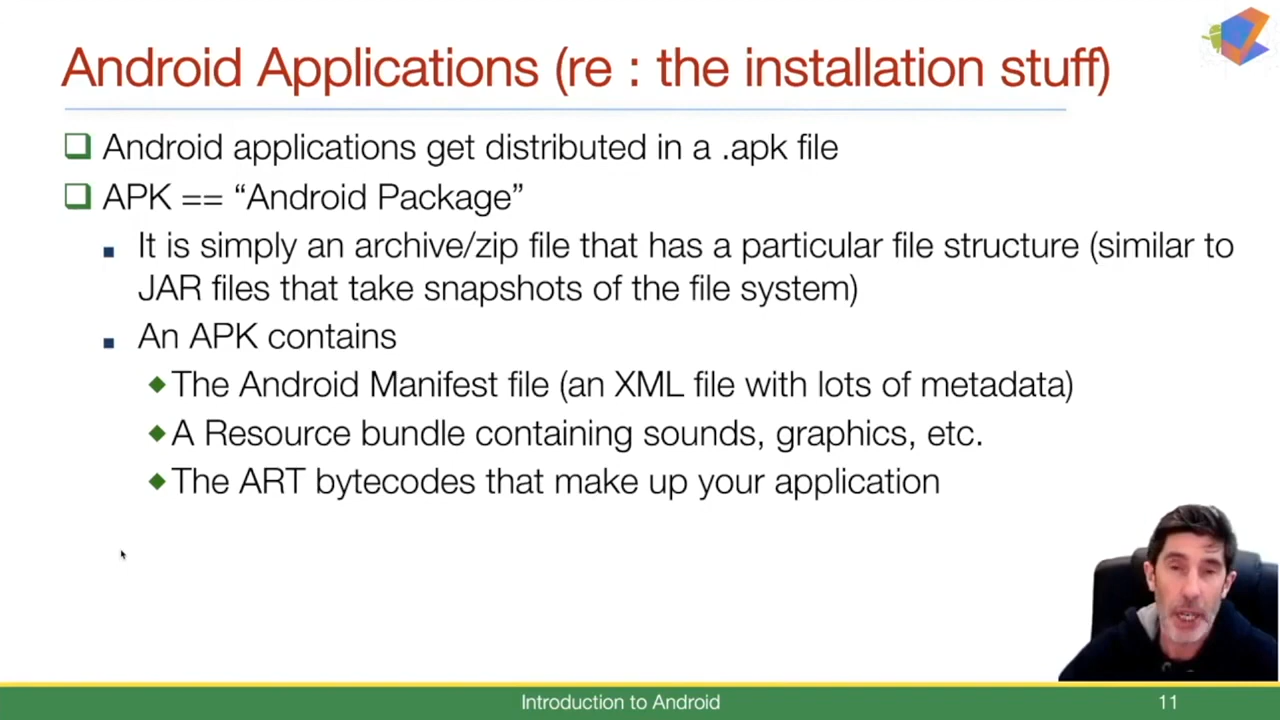 Android Applications (re : the installation stuff)
Android applications get distributed in a .apk file
APK == “Android Package”
It is simply an archive/zip file that has a particular file structure (similar to
JAR files that take snapshots of the file system)
An APK contains
The Android Manifest file (an XML file with lots of metadata)
A Resource bundle containing sounds, graphics, etc.
The ART bytecodes that make up your application
Introduction to Android
11